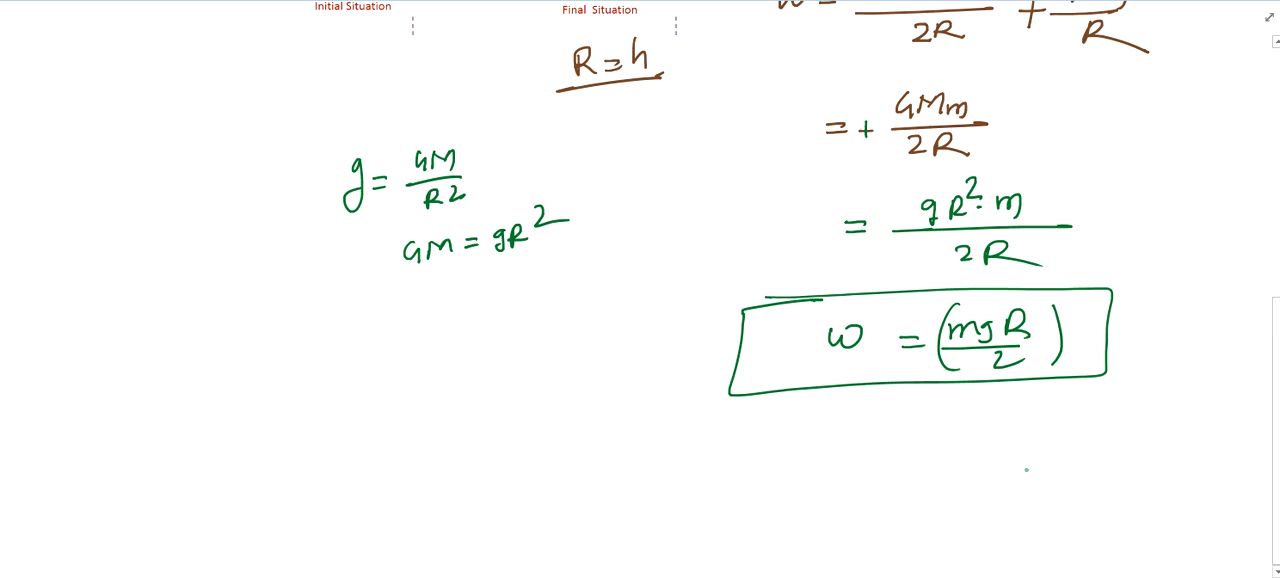 Initial Situation
Final Situation
2R + R
R = h
= + GMm / 2R
g = GM / R2
GM = gR²
= gR²·m / 2R
W = (mgR / 2)